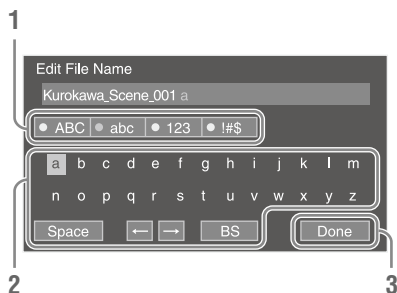 1
Edit File Name
Kurokawa_Scene_001 a
ABC abc 123 !#$
a b c d e f g h i j k l m
n o p q r s t u v w x y z
Space ← → BS Done
2 3